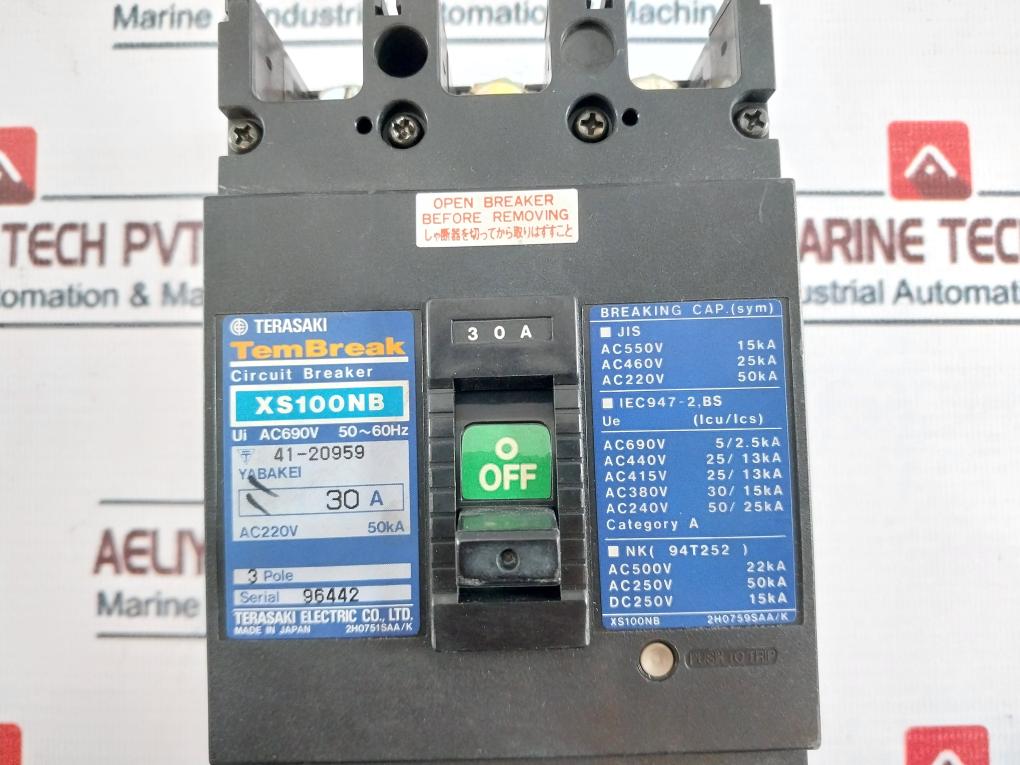 Marine | Industrial Automation & Machin
Marine
OPEN BREAKER
BEFORE REMOVING
しゃ断器を切ってから取りはずすこと
TECH PVT
tomation & Ma
MARINE TECH
ustrial Automat
TERASAKI
TemBreak
Circuit Breaker
XS100NB
Ui AC690V 50~60Hz
〒 41-20959
YABAKEI
30 A
AC220V 50kA
3 Pole
Serial 96442
TERASAKI ELECTRIC CO., LTD.
MADE IN JAPAN 2H0751SAA/K
30A
O
OFF
BREAKING CAP.(sym)
■ JIS
AC550V 15kA
AC460V 25kA
AC220V 50kA
■ IEC947-2,BS
Ue (Icu/Ics)
AC690V 5/2.5kA
AC440V 25/ 13kA
AC415V 25/ 13kA
AC380V 30/ 15kA
AC240V 50/ 25kA
Category A
■ NK( 94T252 )
AC500V 22kA
AC250V 50kA
DC250V 15kA
XS100NB 2H0759SAA/K
PUSH TO TRIP
AELIY
Marine